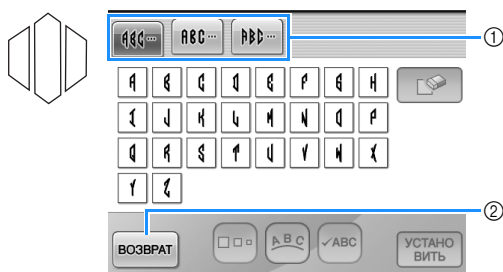 ABC... ABC... ABC... ①
A B C D E F G H
I J K L M N O P
Q R S T U V W X
Y Z ②
ВОЗВРАТ ABC ✓ABC УСТАНО
ВИТЬ